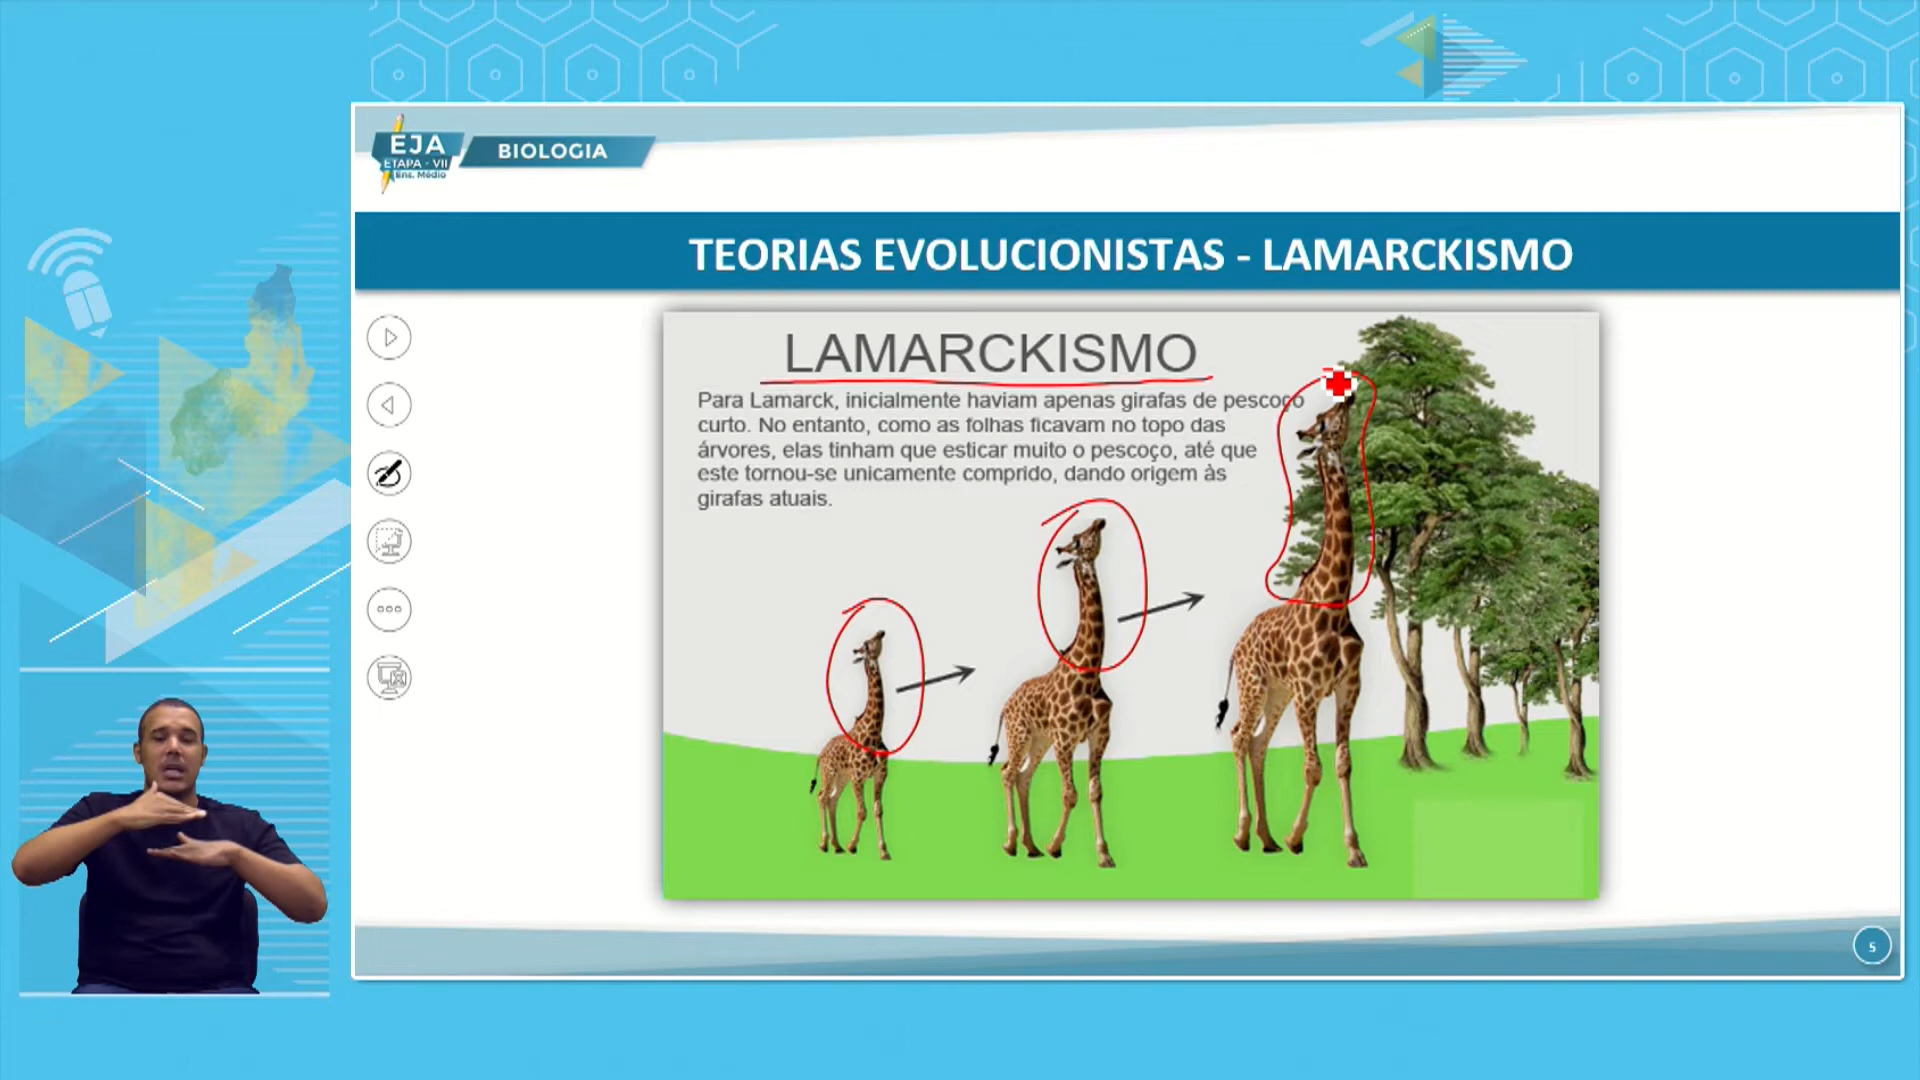 EJA
ETAPA - VII
Ens. Médio
BIOLOGIA
TEORIAS EVOLUCIONISTAS - LAMARCKISMO
LAMARCKISMO
Para Lamarck, inicialmente haviam apenas girafas de pescoço
curto. No entanto, como as folhas ficavam no topo das
árvores, elas tinham que esticar muito o pescoço, até que
este tornou-se unicamente comprido, dando origem às
girafas atuais.
5